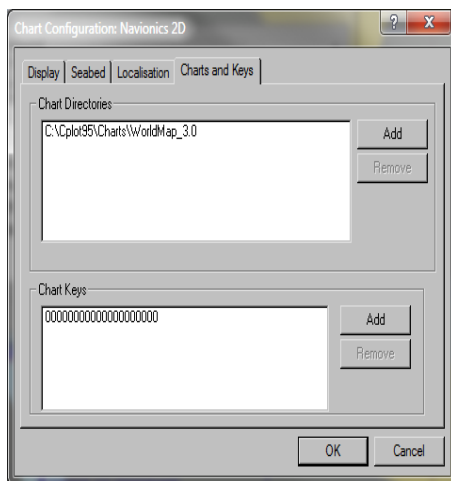 Chart Configuration: Navionics 2D
?
X
Display
Seabed
Localisation
Charts and Keys
Chart Directories
C:\Cplot95\Charts\WorldMap_3.0
Add
Remove
Chart Keys
00000000000000000000
Add
Remove
OK
Cancel